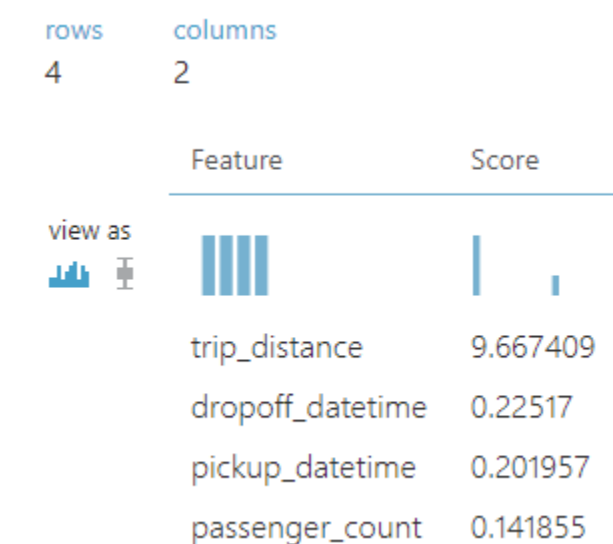 rows columns
4 2
Feature Score
view as
trip_distance 9.667409
dropoff_datetime 0.22517
pickup_datetime 0.201957
passenger_count 0.141855